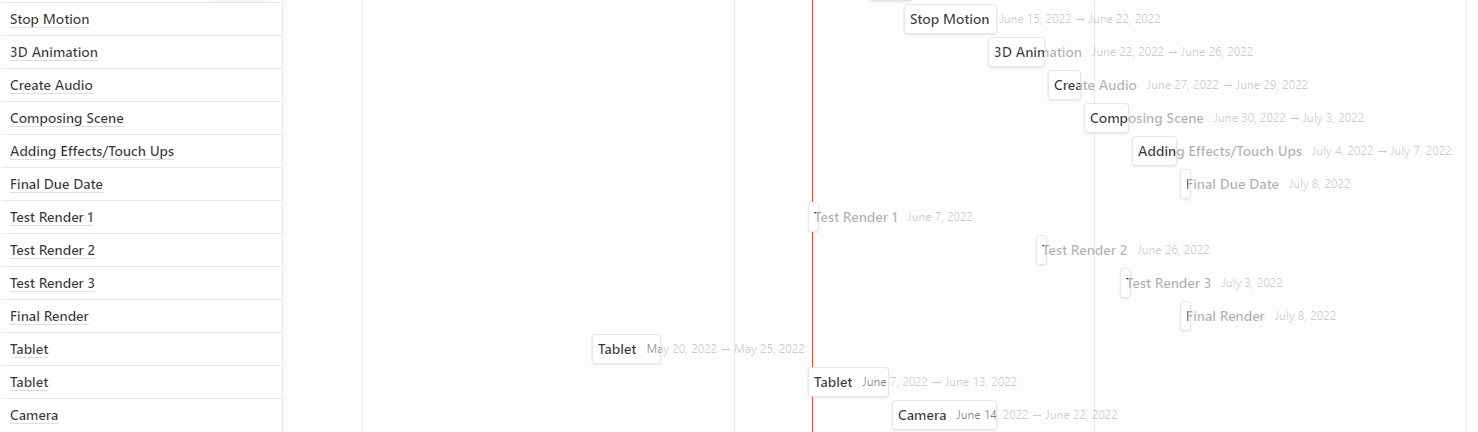 Stop Motion Stop Motion June 15, 2022 → June 22, 2022
3D Animation 3D Animation June 22, 2022 → June 26, 2022
Create Audio Create Audio June 27, 2022 → June 29, 2022
Composing Scene Composing Scene June 30, 2022 → July 3, 2022
Adding Effects/Touch Ups Adding Effects/Touch Ups July 4, 2022 → July 7, 2022
Final Due Date Final Due Date July 8, 2022
Test Render 1 Test Render 1 June 7, 2022
Test Render 2 Test Render 2 June 26, 2022
Test Render 3 Test Render 3 July 3, 2022
Final Render Final Render July 8, 2022
Tablet Tablet May 20, 2022 → May 25, 2022
Tablet Tablet June 7, 2022 → June 13, 2022
Camera Camera June 14, 2022 → June 22, 2022